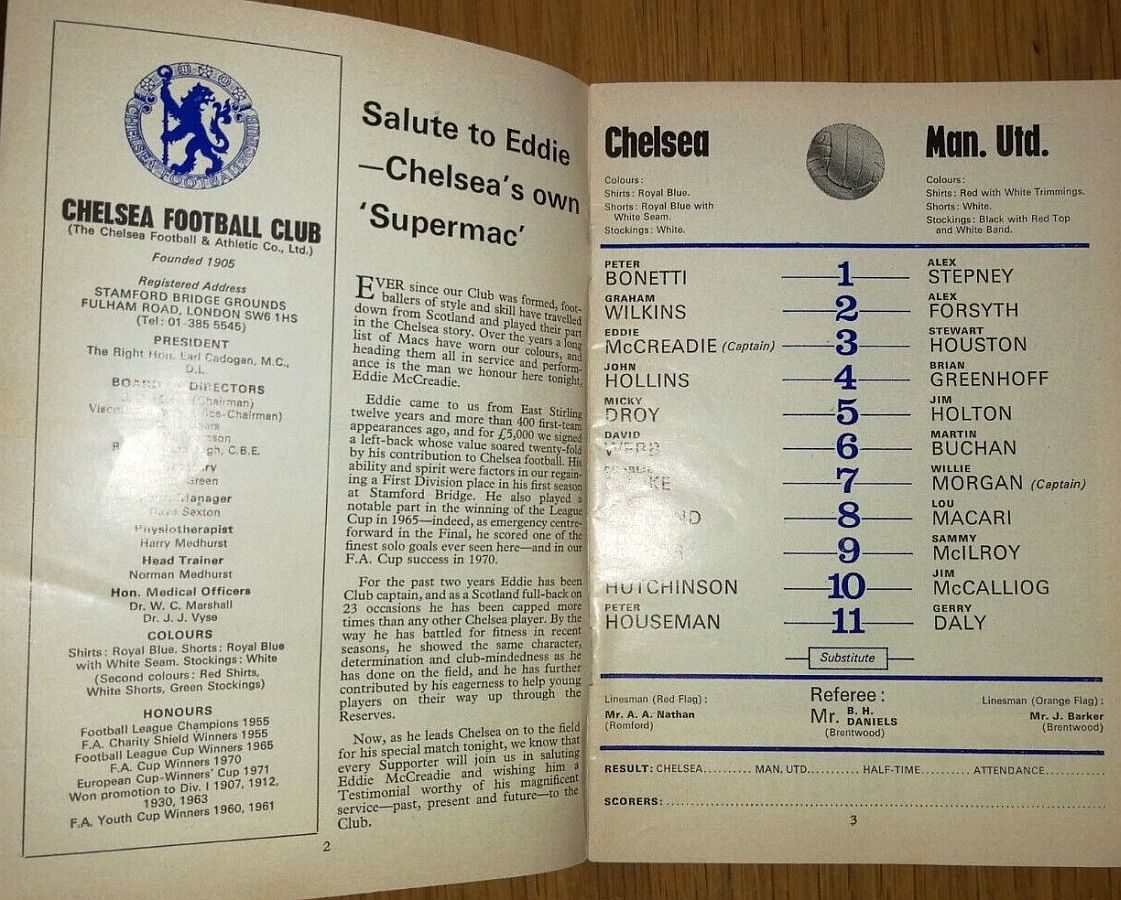 CHELSEA FOOTBALL CLUB
(The Chelsea Football & Athletic Co., Ltd.)
Founded 1905
Registered Address
STAMFORD BRIDGE GROUNDS
FULHAM ROAD, LONDON SW6 1HS
(Tel: 01-385 5545)
PRESIDENT
The Right Hon. Earl Cadogan, M.C.,
D.L.
BOARD OF DIRECTORS
(Chairman)
C.B.E.
Green
Manager
Dave Sexton
Physiotherapist
Harry Medhurst
Head Trainer
Norman Medhurst
Hon. Medical Officers
Dr. W. C. Marshall
Dr. J. J. Vyse
COLOURS
Shirts: Royal Blue. Shorts: Royal Blue
with White Seam. Stockings: White
(Second colours: Red Shirts,
White Shorts, Green Stockings)
HONOURS
Football League Champions 1955
F.A. Charity Shield Winners 1955
Football League Cup Winners 1965
F.A. Cup Winners 1970
European Cup-Winners' Cup 1971
Won promotion to Div. I 1907, 1912,
1930, 1963
F.A. Youth Cup Winners 1960, 1961
Salute to Eddie
—Chelsea's own
'Supermac'
EVER since our Club was formed, foot-
ballers of style and skill have travelled
down from Scotland and played their part
in the Chelsea story. Over the years a long
list of Macs have worn our colours, and
heading them all in service and perform-
ance is the man we honour here tonight,
Eddie McCreadie.
Eddie came to us from East Stirling
twelve years and more than 400 first-team
appearances ago, and for £5,000 we signed
a left-back whose value soared twenty-fold
by his contribution to Chelsea football. His
ability and spirit were factors in our regain-
ing a First Division place in his first season
at Stamford Bridge. He also played a
notable part in the winning of the League
Cup in 1965—indeed, as emergency centre-
forward in the Final, he scored one of the
finest solo goals ever seen here—and in our
F.A. Cup success in 1970.
For the past two years Eddie has been
Club captain, and as a Scotland full-back on
23 occasions he has been capped more
times than any other Chelsea player. By the
way he has battled for fitness in recent
seasons, he showed the same character,
determination and club-mindedness as he
has done on the field, and he has further
contributed by his eagerness to help young
players on their way up through the
Reserves.
Now, as he leads Chelsea on to the field
for his special match tonight, we know that
every Supporter will join us in saluting
Eddie McCreadie and wishing him a
Testimonial worthy of his magnificent
service—past, present and future—to the
Club.
2
Chelsea Man. Utd.
Colours:
Shirts: Royal Blue.
Shorts: Royal Blue with
White Seam.
Stockings: White.
Colours:
Shirts: Red with White Trimmings.
Shorts: White.
Stockings: Black with Red Top
and White Band.
PETER BONETTI 1 ALEX STEPNEY
GRAHAM WILKINS 2 ALEX FORSYTH
EDDIE McCREADIE (Captain) 3 STEWART HOUSTON
JOHN HOLLINS 4 BRIAN GREENHOFF
MICKY DROY 5 JIM HOLTON
DAVID WEBB 6 MARTIN BUCHAN
7 WILLIE MORGAN (Captain)
8 LOU MACARI
9 SAMMY McILROY
HUTCHINSON 10 JIM McCALLIOG
PETER HOUSEMAN 11 GERRY DALY
Substitute
Linesman (Red Flag):
Mr. A. A. Nathan
(Romford)
Referee:
Mr. B. H. DANIELS
(Brentwood)
Linesman (Orange Flag):
Mr. J. Barker
(Brentwood)
RESULT: CHELSEA.......... MAN. UTD.......... HALF-TIME.......... ATTENDANCE............
SCORERS:
3